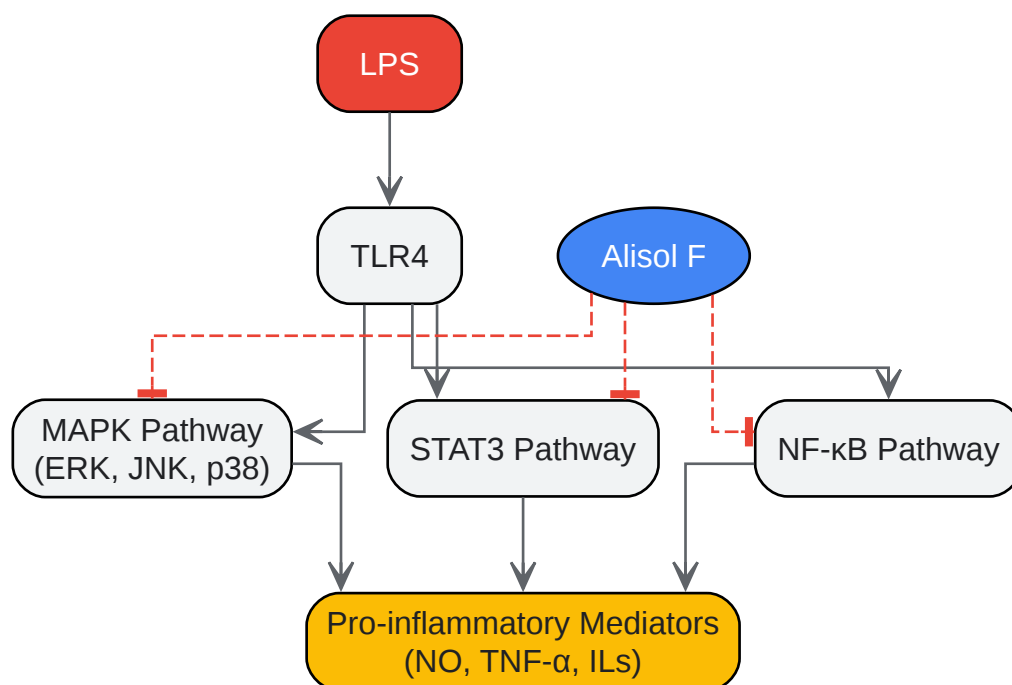 LPS
TLR4
Alisol F
MAPK Pathway
(ERK, JNK, p38)
STAT3 Pathway
NF-κB Pathway
Pro-inflammatory Mediators
(NO, TNF-α, ILs)